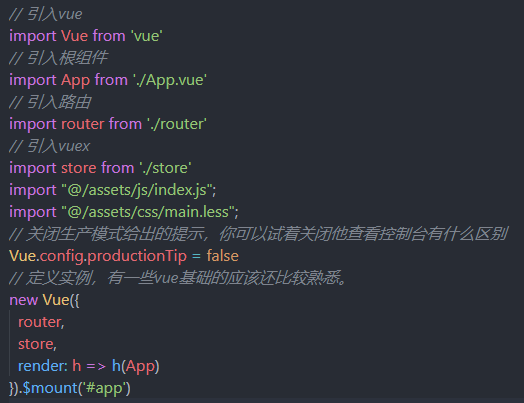 // 引入vue
import Vue from 'vue'
// 引入根组件
import App from './App.vue'
// 引入路由
import router from './router'
// 引入vuex
import store from './store'
import "@/assets/js/index.js";
import "@/assets/css/main.less";
// 关闭生产模式给出的提示，你可以试着关闭他查看控制台有什么区别
Vue.config.productionTip = false
// 定义实例，有一些vue基础的应该还比较熟悉。
new Vue({
  router,
  store,
  render: h => h(App)
}).$mount('#app')